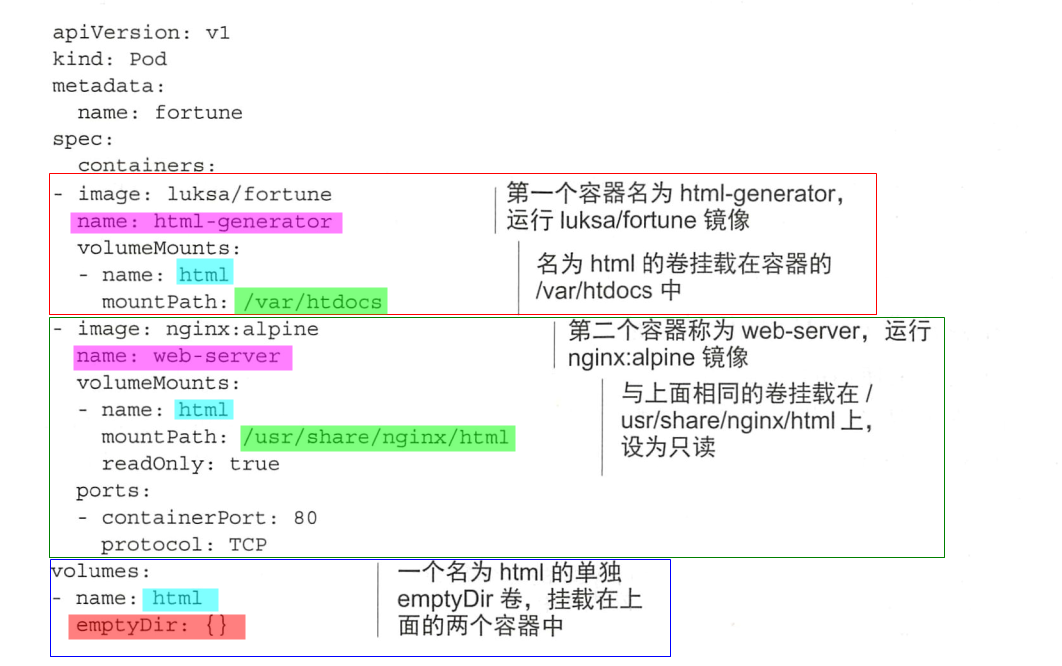 apiVersion: v1
kind: Pod
metadata:
  name: fortune
spec:
  containers:
- image: luksa/fortune
  name: html-generator
  volumeMounts:
  - name: html
    mountPath: /var/htdocs
第一个容器名为 html-generator，
运行 luksa/fortune 镜像
名为 html 的卷挂载在容器的
/var/htdocs 中
- image: nginx:alpine
  name: web-server
  volumeMounts:
  - name: html
    mountPath: /usr/share/nginx/html
    readOnly: true
  ports:
  - containerPort: 80
    protocol: TCP
第二个容器称为 web-server，运行
nginx:alpine 镜像
与上面相同的卷挂载在 /
usr/share/nginx/html 上，
设为只读
volumes:
- name: html
  emptyDir: {}
一个名为 html 的单独
emptyDir 卷，挂载在上
面的两个容器中